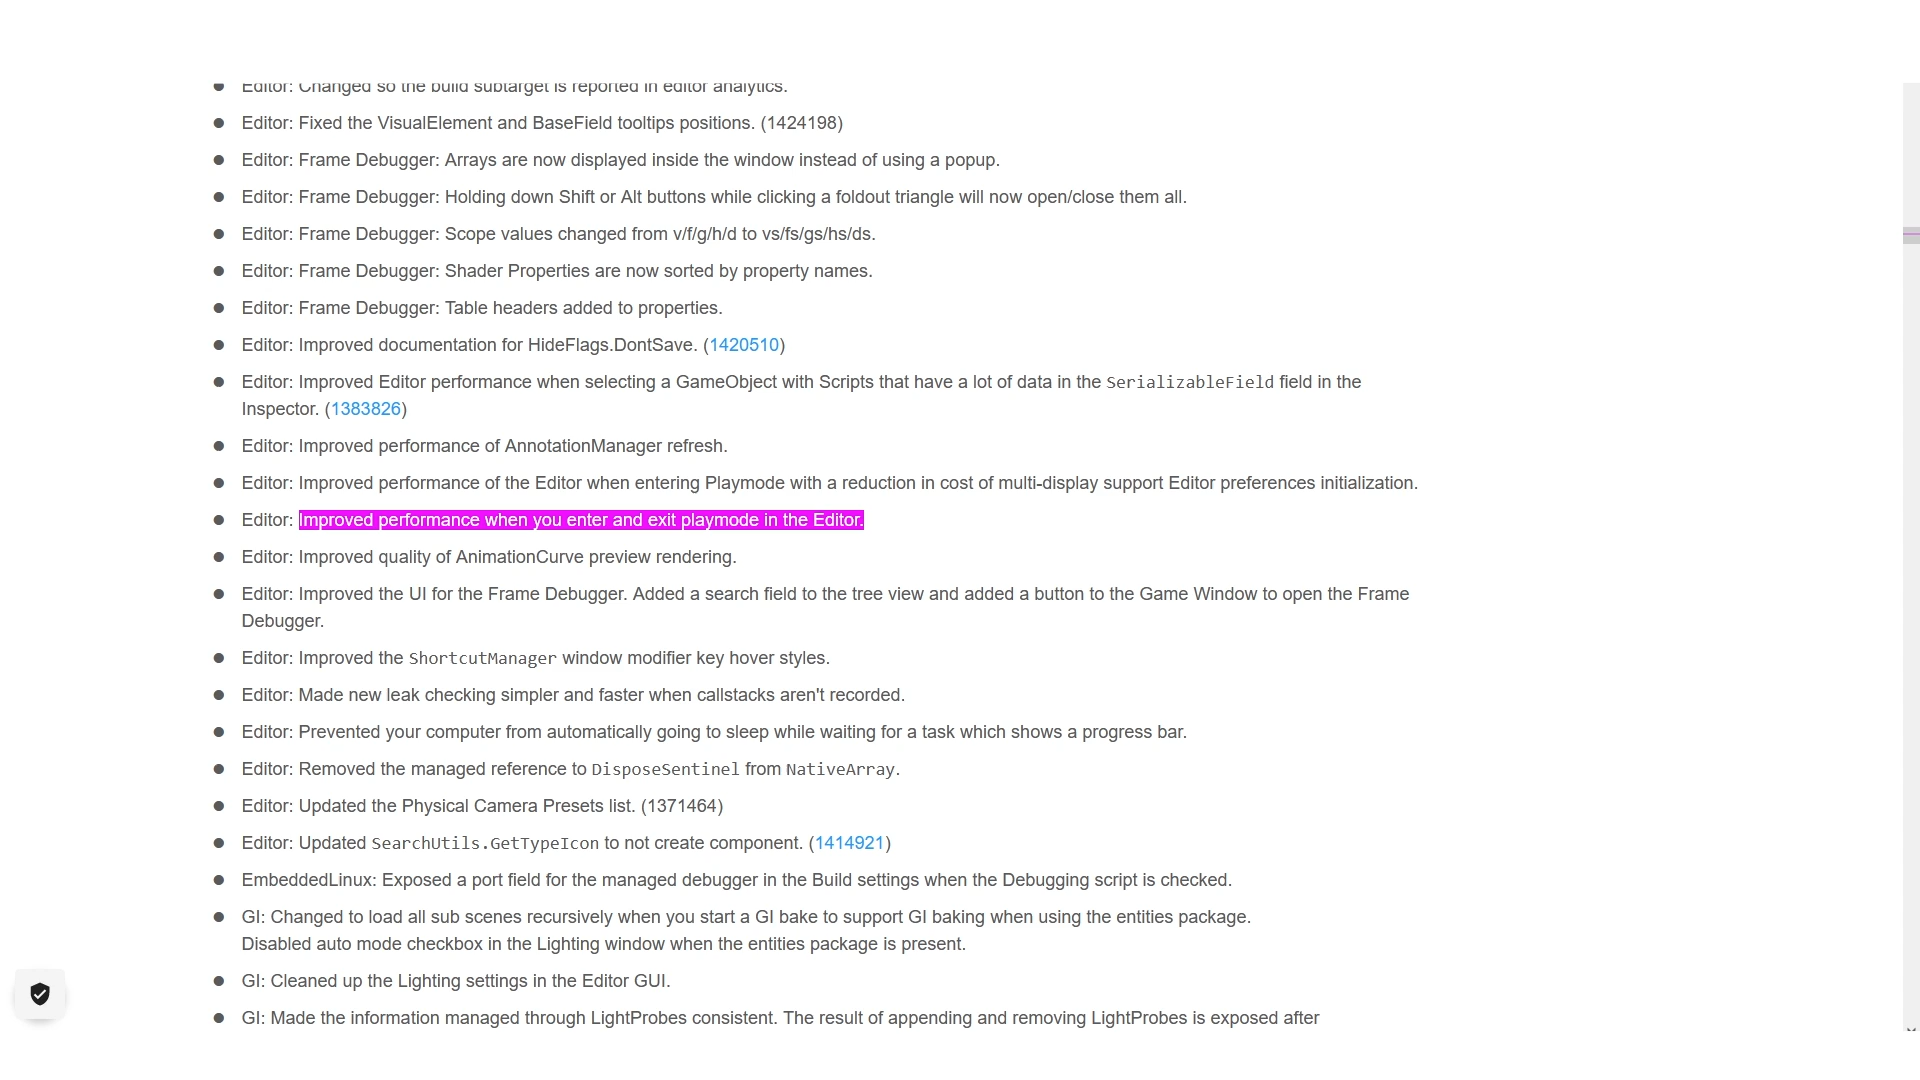 Editor: Changed so the build subtarget is reported in editor analytics.
Editor: Fixed the VisualElement and BaseField tooltips positions. (1424198)
Editor: Frame Debugger: Arrays are now displayed inside the window instead of using a popup.
Editor: Frame Debugger: Holding down Shift or Alt buttons while clicking a foldout triangle will now open/close them all.
Editor: Frame Debugger: Scope values changed from v/f/g/h/d to vs/fs/gs/hs/ds.
Editor: Frame Debugger: Shader Properties are now sorted by property names.
Editor: Frame Debugger: Table headers added to properties.
Editor: Improved documentation for HideFlags.DontSave. (1420510)
Editor: Improved Editor performance when selecting a GameObject with Scripts that have a lot of data in the SerializableField field in the
Inspector. (1383826)
Editor: Improved performance of AnnotationManager refresh.
Editor: Improved performance of the Editor when entering Playmode with a reduction in cost of multi-display support Editor preferences initialization.
Editor: Improved performance when you enter and exit playmode in the Editor.
Editor: Improved quality of AnimationCurve preview rendering.
Editor: Improved the UI for the Frame Debugger. Added a search field to the tree view and added a button to the Game Window to open the Frame
Debugger.
Editor: Improved the ShortcutManager window modifier key hover styles.
Editor: Made new leak checking simpler and faster when callstacks aren't recorded.
Editor: Prevented your computer from automatically going to sleep while waiting for a task which shows a progress bar.
Editor: Removed the managed reference to DisposeSentinel from NativeArray.
Editor: Updated the Physical Camera Presets list. (1371464)
Editor: Updated SearchUtils.GetTypeIcon to not create component. (1414921)
EmbeddedLinux: Exposed a port field for the managed debugger in the Build settings when the Debugging script is checked.
GI: Changed to load all sub scenes recursively when you start a GI bake to support GI baking when using the entities package.
Disabled auto mode checkbox in the Lighting window when the entities package is present.
GI: Cleaned up the Lighting settings in the Editor GUI.
GI: Made the information managed through LightProbes consistent. The result of appending and removing LightProbes is exposed after